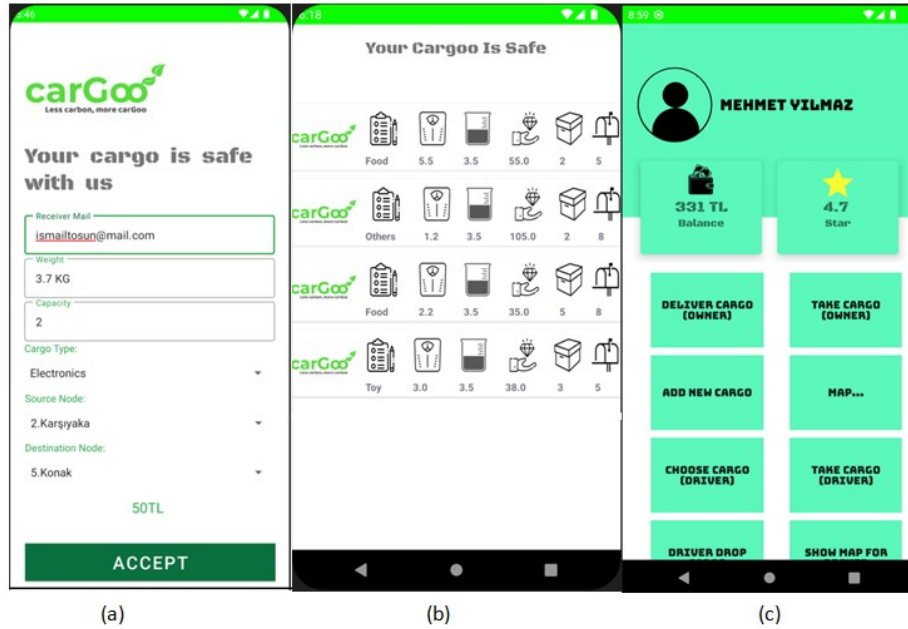 5:46
carGoo
Less carbon, more carGoo
Your cargo is safe
with us
Receiver Mail
ismailtosun@mail.com
Weight
3.7 KG
Capacity
2
Cargo Type:
Electronics
Source Node:
2.Karşıyaka
Destination Node:
5.Konak
50TL
ACCEPT
(a)
6:18
Your Cargoo Is Safe
carGoo
Food 5.5 3.5 55.0 2 5
carGoo
Others 1.2 3.5 105.0 2 8
carGoo
Food 2.2 3.5 35.0 5 8
carGoo
Toy 3.0 3.5 38.0 3 5
(b)
8:59
MEHMET YILMAZ
331 TL
Balance
4.7
Star
DELIVER CARGO
(OWNER)
TAKE CARGO
(OWNER)
ADD NEW CARGO
MAP...
CHOOSE CARGO
(DRIVER)
TAKE CARGO
(DRIVER)
DRIVER DROP
SHOW MAP FOR
(c)